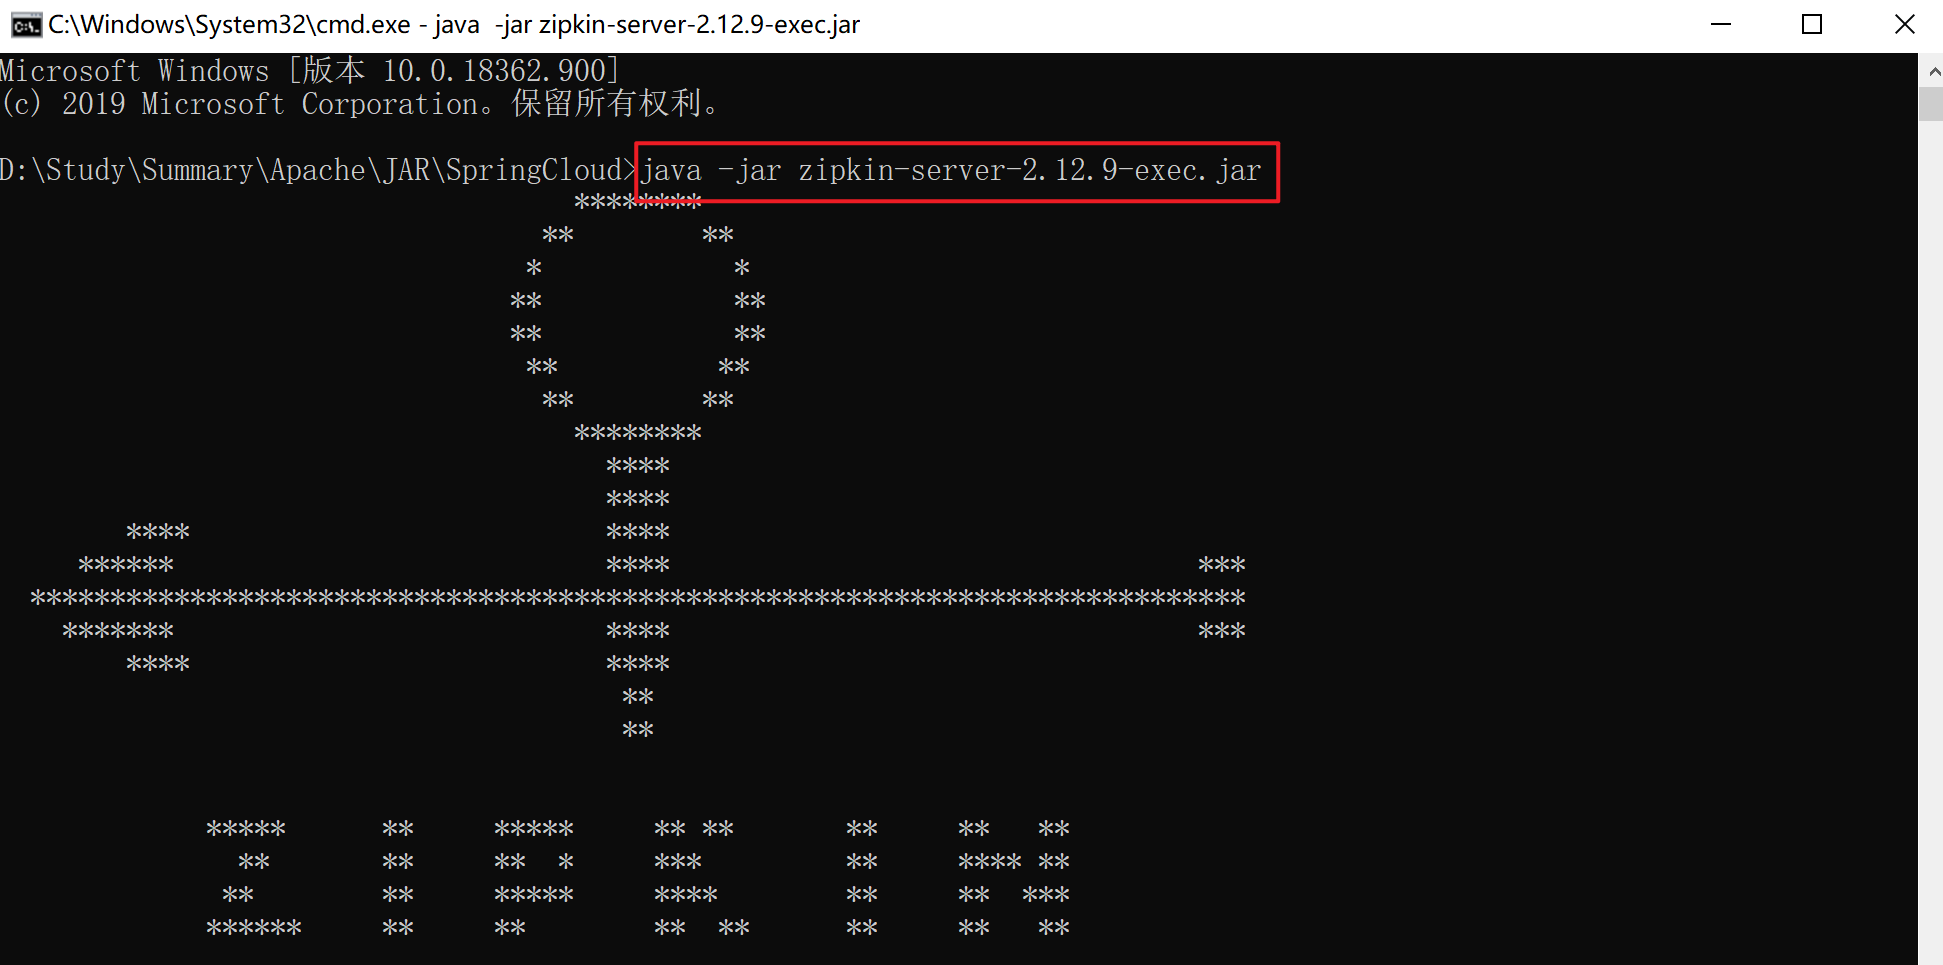 C:\Windows\System32\cmd.exe - java  -jar zipkin-server-2.12.9-exec.jar
Microsoft Windows [版本 10.0.18362.900]
(c) 2019 Microsoft Corporation。保留所有权利。
D:\Study\Summary\Apache\JAR\SpringCloud>java -jar zipkin-server-2.12.9-exec.jar
                                    ********
                                  **        **
                                 *            *
                                **            **
                                **            **
                                 **          **
                                  **        **
                                    ********
                                      ****
                                      ****
        ****                          ****
     ******                           ****                                 ***
  ****************************************************************************
    *******                           ****                                 ***
        ****                          ****
                                       **
                                       **
             *****      **     *****     ** **       **     **   **
               **       **     **  *     ***         **     **** **
              **        **     *****     ****        **     **  ***
             ******     **     **        **  **      **     **   **